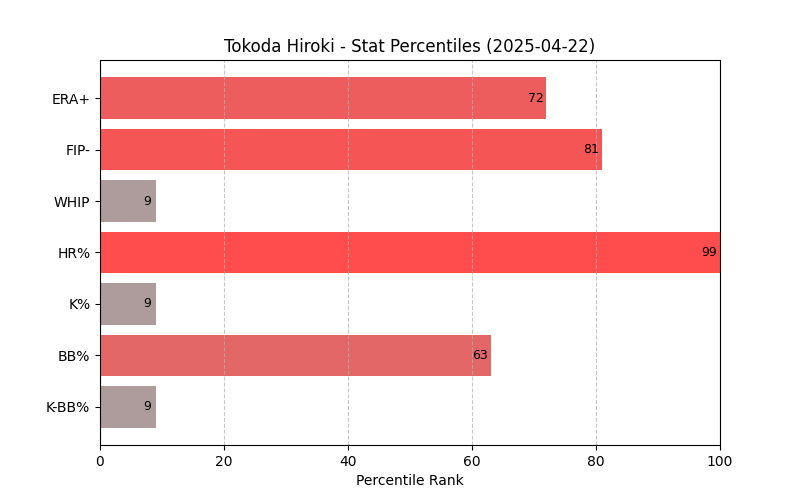 Tokoda Hiroki - Stat Percentiles (2025-04-22)
ERA+ 72
FIP- 81
WHIP 9
HR% 99
K% 9
BB% 63
K-BB% 9
0 20 40 60 80 100
Percentile Rank